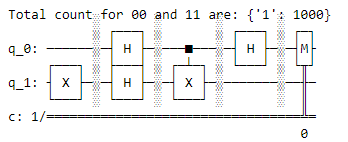 Total count for 00 and 11 are: {'1': 1000}
q_0: H H M
q_1: X H X
c: 1/
0